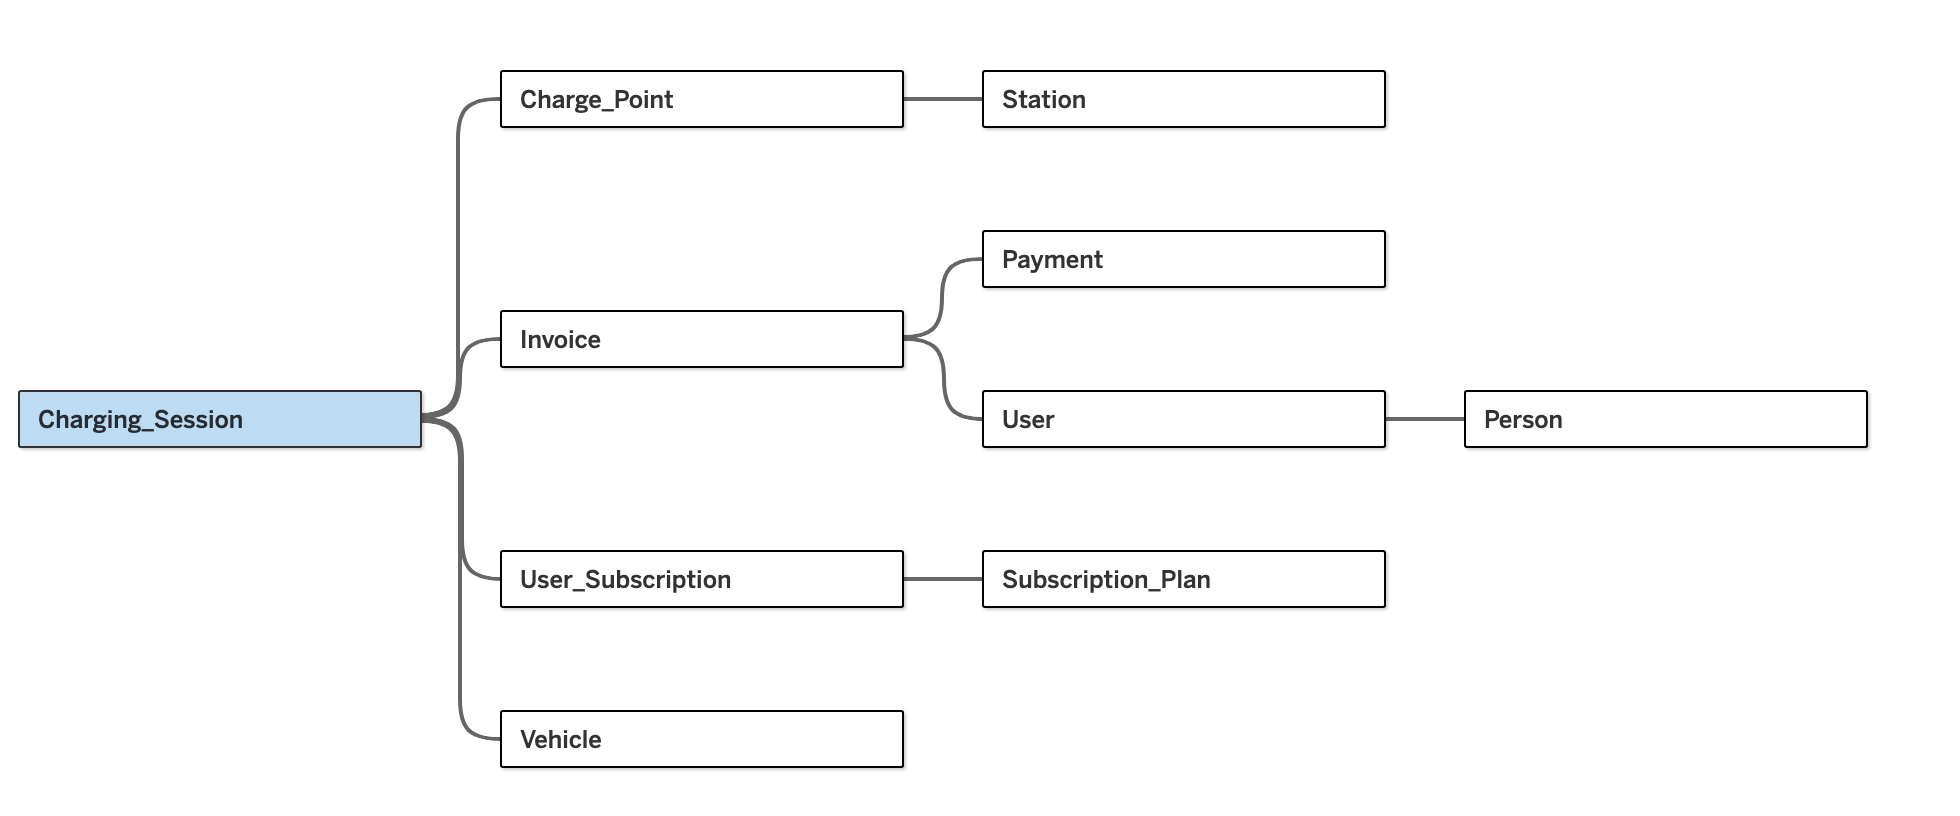 Charge_Point
Station
Payment
Invoice
Charging_Session
User
Person
User_Subscription
Subscription_Plan
Vehicle